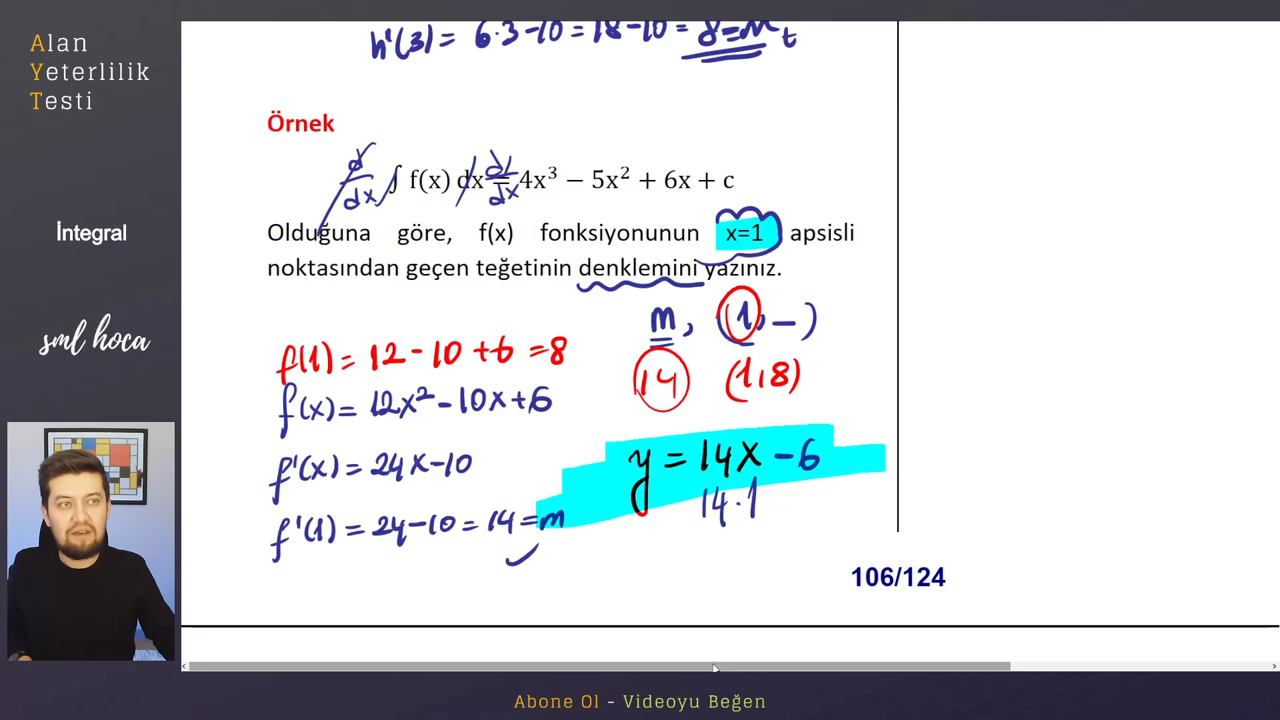 Alan
Yeterlilik
Testi
İntegral
sml hoca
h'(3) = 6·3-10 = 18-10 = 8 = m_t
Örnek
d/dx ∫ f(x) dx = d/dx 4x³ − 5x² + 6x + c
Olduğuna göre, f(x) fonksiyonunun x=1 apsisli
noktasından geçen teğetinin denklemini yazınız.
m, (1, _)
f(1) = 12 - 10 + 6 = 8
14 (1,8)
f(x) = 12x² - 10x + 6
y = 14x - 6
f'(x) = 24x - 10
14·1
f'(1) = 24 - 10 = 14 = m
106/124
Abone Ol - Videoyu Beğen